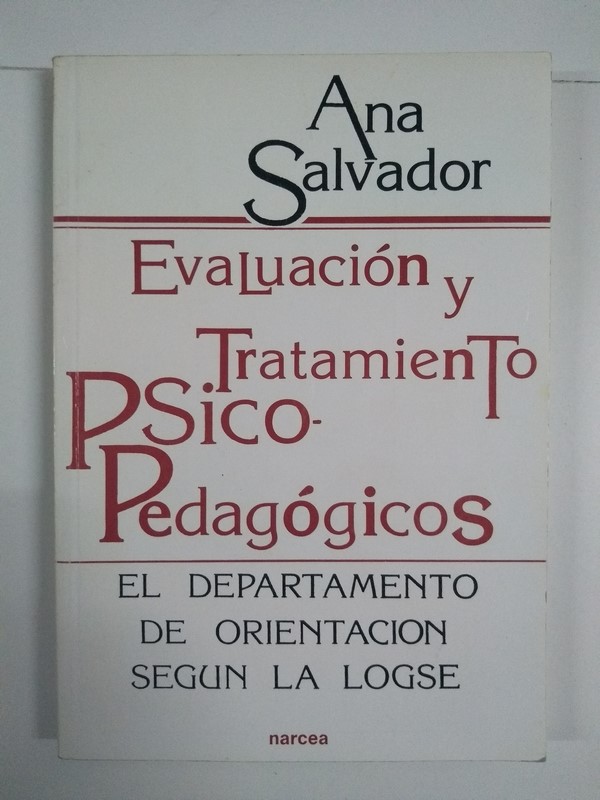 Ana
Salvador
Evaluación y
Tratamiento
Psico-
Pedagógicos
EL DEPARTAMENTO
DE ORIENTACION
SEGUN LA LOGSE
narcea